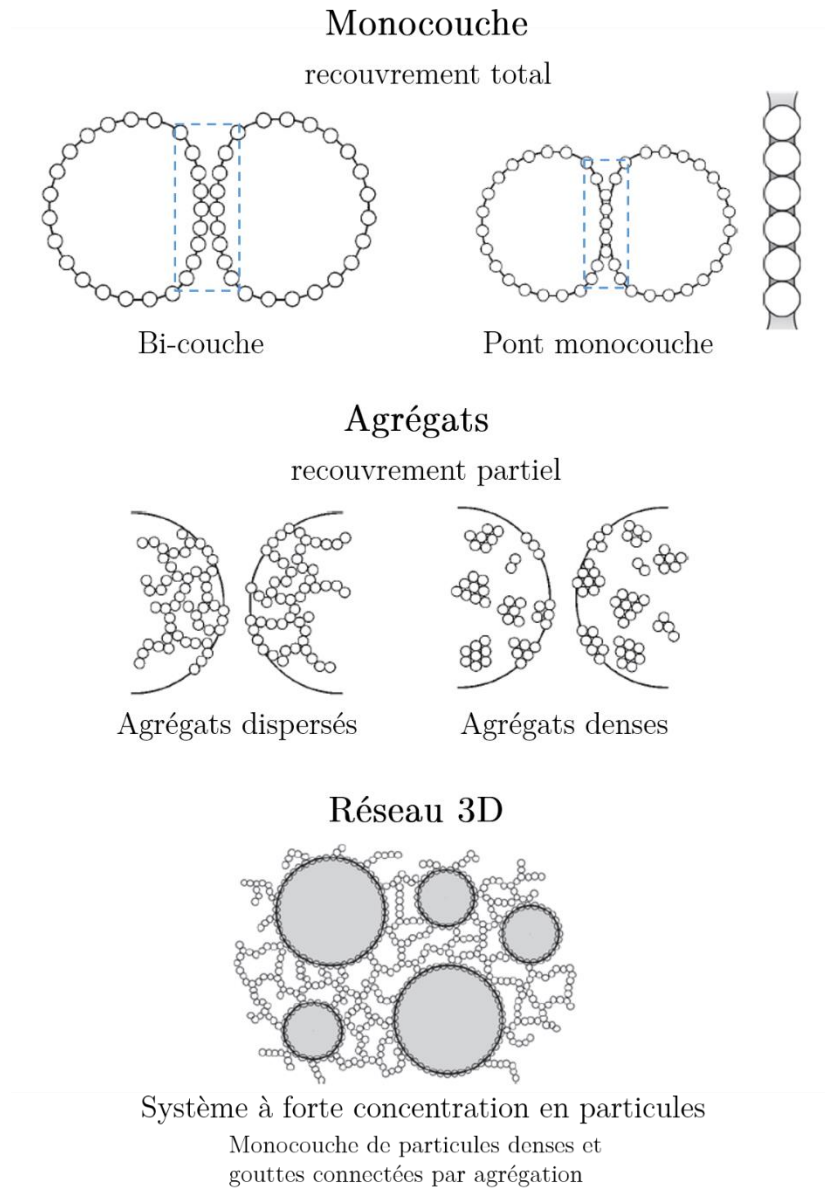 Monocouche
recouvrement total
Bi-couche
Pont monocouche
Agrégats
recouvrement partiel
Agrégats dispersés
Agrégats denses
Réseau 3D
Système à forte concentration en particules
Monocouche de particules denses et
gouttes connectées par agrégation